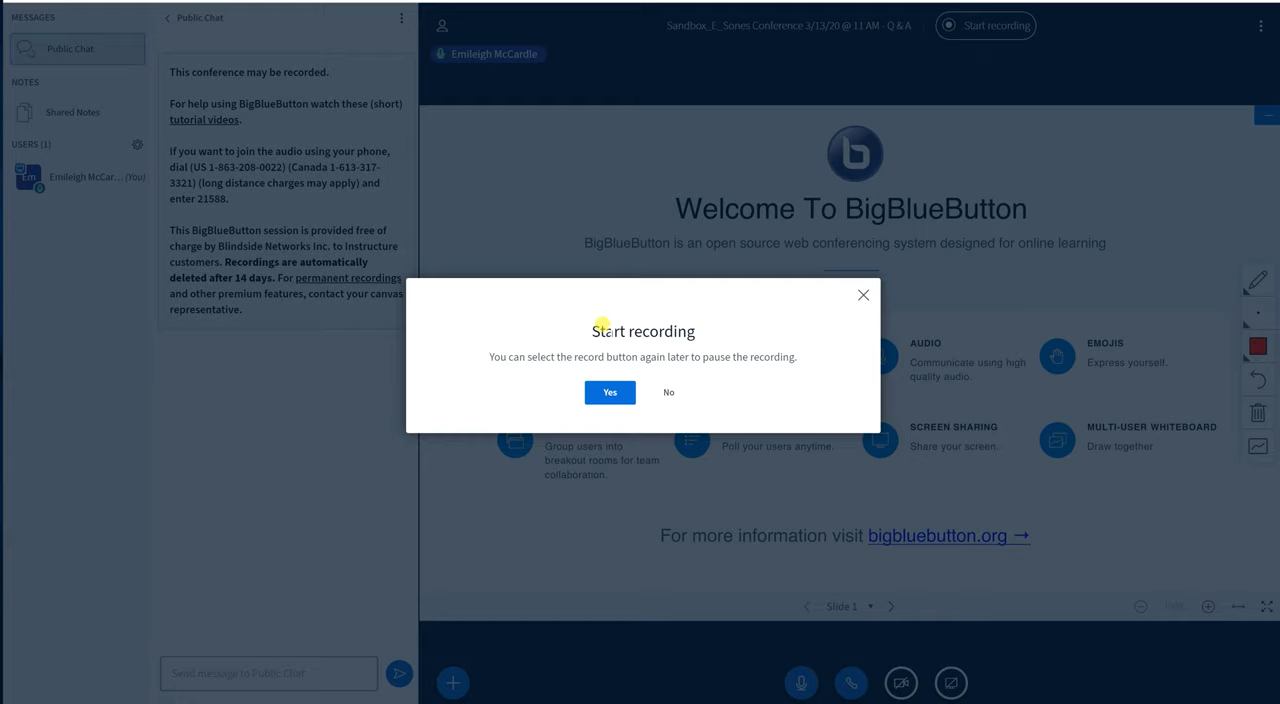 MESSAGES
Public Chat
NOTES
Shared Notes
USERS (1)
Em
Emileigh McCar... (You)
Public Chat
This conference may be recorded.
For help using BigBlueButton watch these (short)
tutorial videos.
If you want to join the audio using your phone,
dial (US 1-863-208-0022) (Canada 1-613-317-
3321) (long distance charges may apply) and
enter 21588.
This BigBlueButton session is provided free of
charge by Blindside Networks Inc. to Instructure
customers. Recordings are automatically
deleted after 14 days. For permanent recordings
and other premium features, contact your canvas
representative.
Send message to Public Chat
Sandbox_E_ Sones Conference 3/13/20 @ 11 AM - Q & A
Start recording
Emileigh McCardle
b
Welcome To BigBlueButton
BigBlueButton is an open source web conferencing system designed for online learning
Start recording
You can select the record button again later to pause the recording.
Yes
No
AUDIO
Communicate using high
quality audio.
EMOJIS
Express yourself.
Group users into
breakout rooms for team
collaboration.
Poll your users anytime.
SCREEN SHARING
Share your screen.
MULTI-USER WHITEBOARD
Draw together
For more information visit bigbluebutton.org →
Slide 1